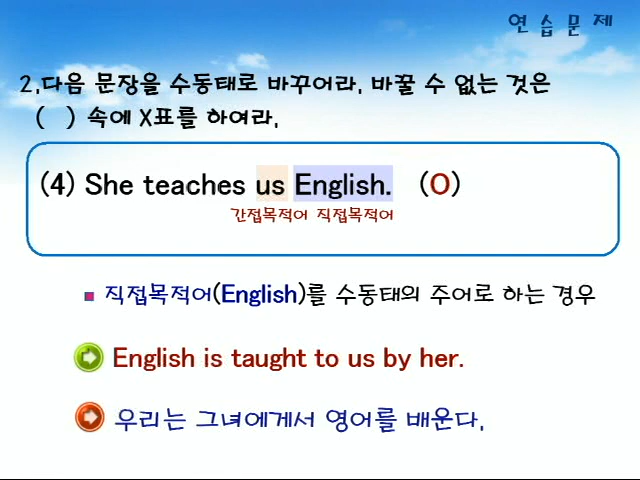 연 습 문 제
2.다음 문장을 수동태로 바꾸어라. 바꿀 수 없는 것은
( ) 속에 X표를 하여라.
(4) She teaches us English. (O)
간접목적어 직접목적어
직접목적어(English)를 수동태의 주어로 하는 경우
English is taught to us by her.
우리는 그녀에게서 영어를 배운다.